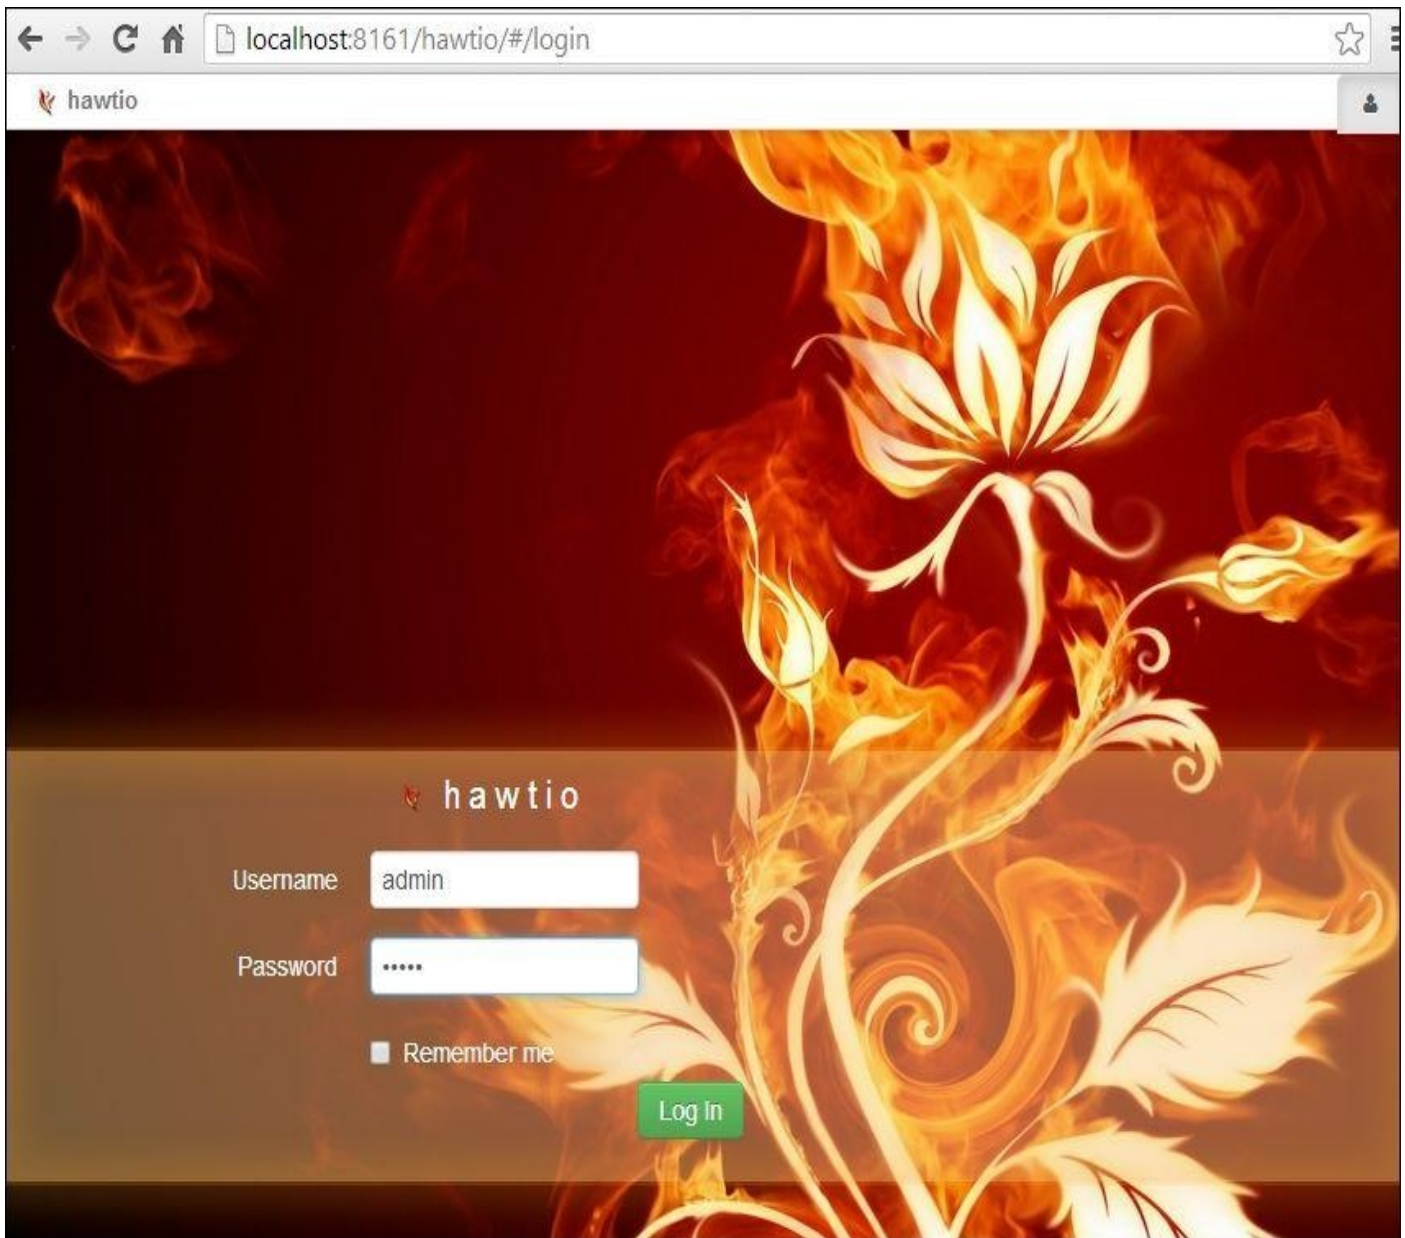 localhost:8161/hawtio/#/login
hawtio
hawtio
Username
admin
Password
•••••
Remember me
Log In